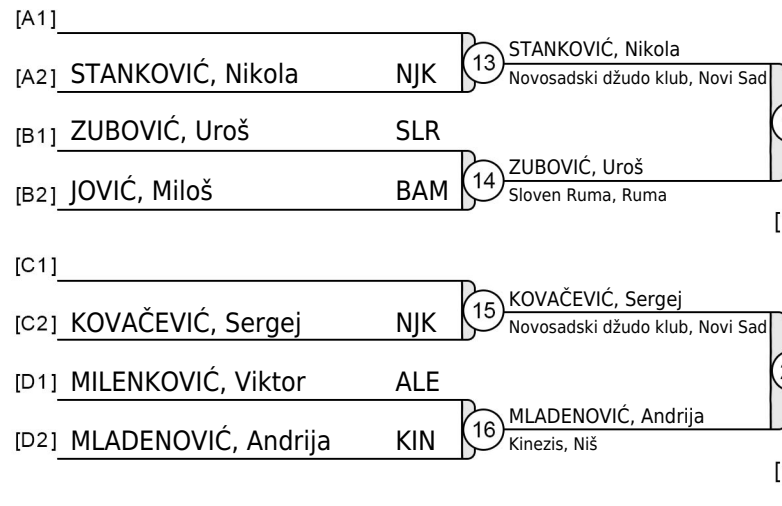 [A1]
[A2] STANKOVIĆ, Nikola NJK
13
STANKOVIĆ, Nikola
Novosadski džudo klub, Novi Sad
[B1] ZUBOVIĆ, Uroš SLR
[B2] JOVIĆ, Miloš BAM
14
ZUBOVIĆ, Uroš
Sloven Ruma, Ruma
[
[C1]
[C2] KOVAČEVIĆ, Sergej NJK
15
KOVAČEVIĆ, Sergej
Novosadski džudo klub, Novi Sad
[D1] MILENKOVIĆ, Viktor ALE
[D2] MLADENOVIĆ, Andrija KIN
16
MLADENOVIĆ, Andrija
Kinezis, Niš
[